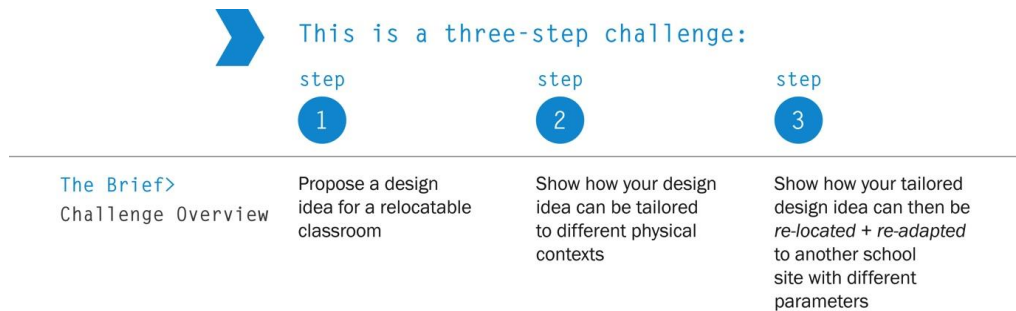 This is a three-step challenge:
step
1
step
2
step
3
The Brief>
Challenge Overview
Propose a design
idea for a relocatable
classroom
Show how your design
idea can be tailored
to different physical
contexts
Show how your tailored
design idea can then be
re-located + re-adapted
to another school
site with different
parameters